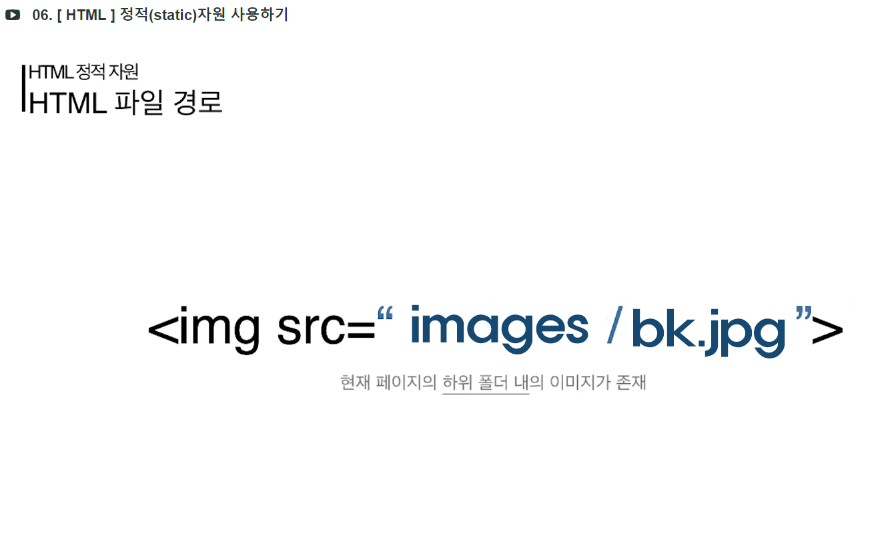 06. [ HTML ] 정적(static)자원 사용하기
HTML 정적 자원
HTML 파일 경로
<img src=“ images /bk.jpg ”>
현재 페이지의 하위 폴더 내의 이미지가 존재